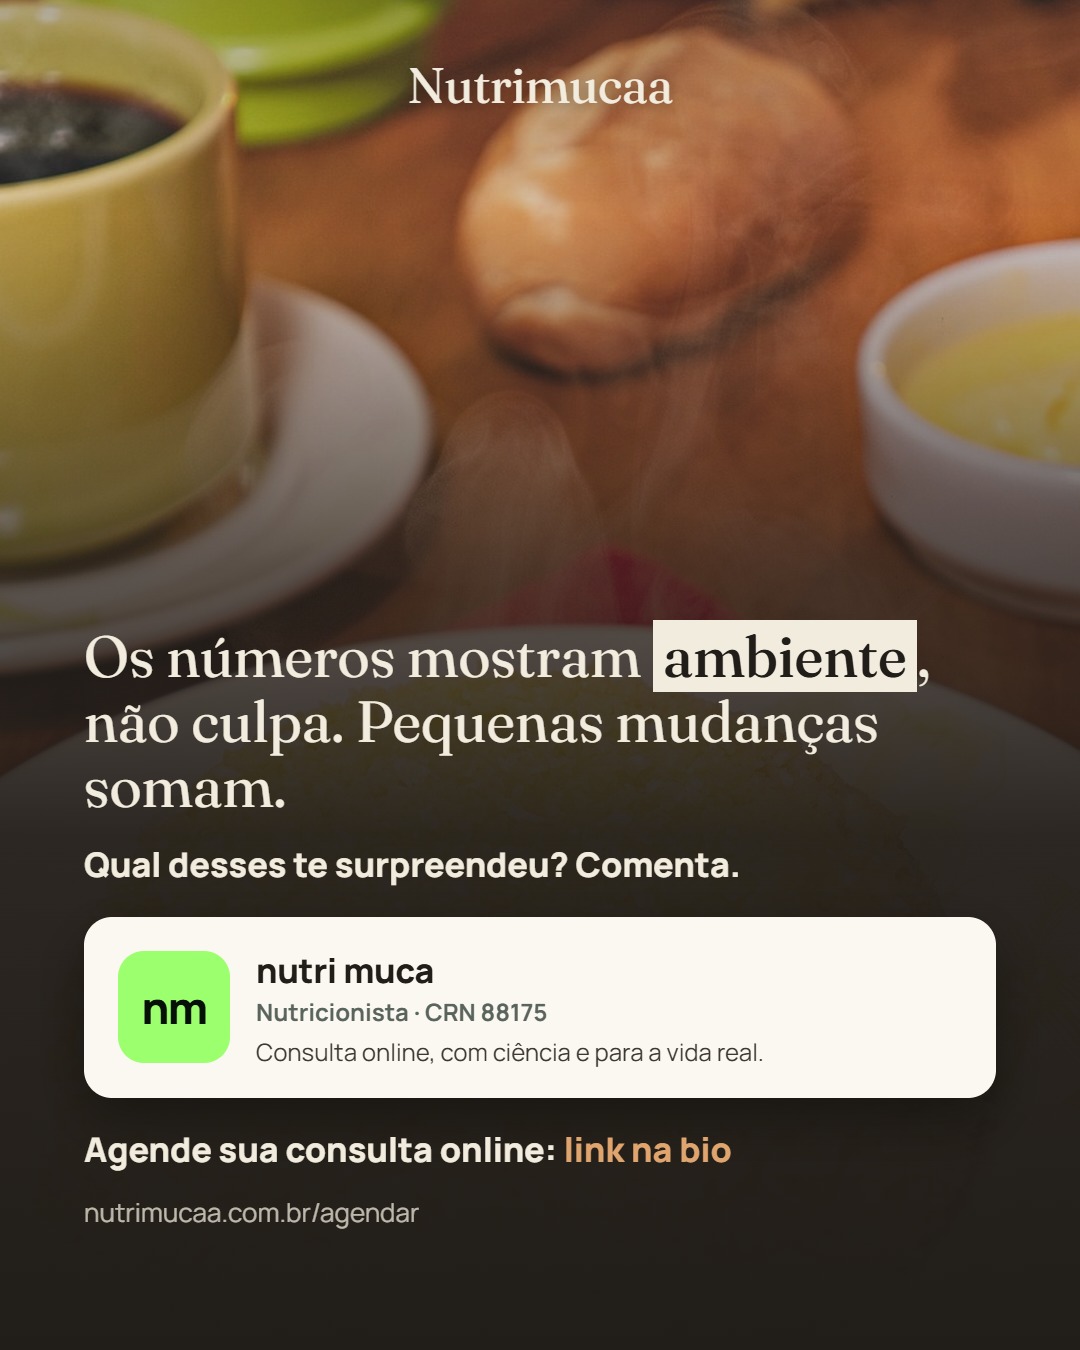 Nutrimucaa
Os números mostram ambiente,
não culpa. Pequenas mudanças
somam.
Qual desses te surpreendeu? Comenta.
nm
nutri muca
Nutricionista · CRN 88175
Consulta online, com ciência e para a vida real.
Agende sua consulta online: link na bio
nutrimucaa.com.br/agendar